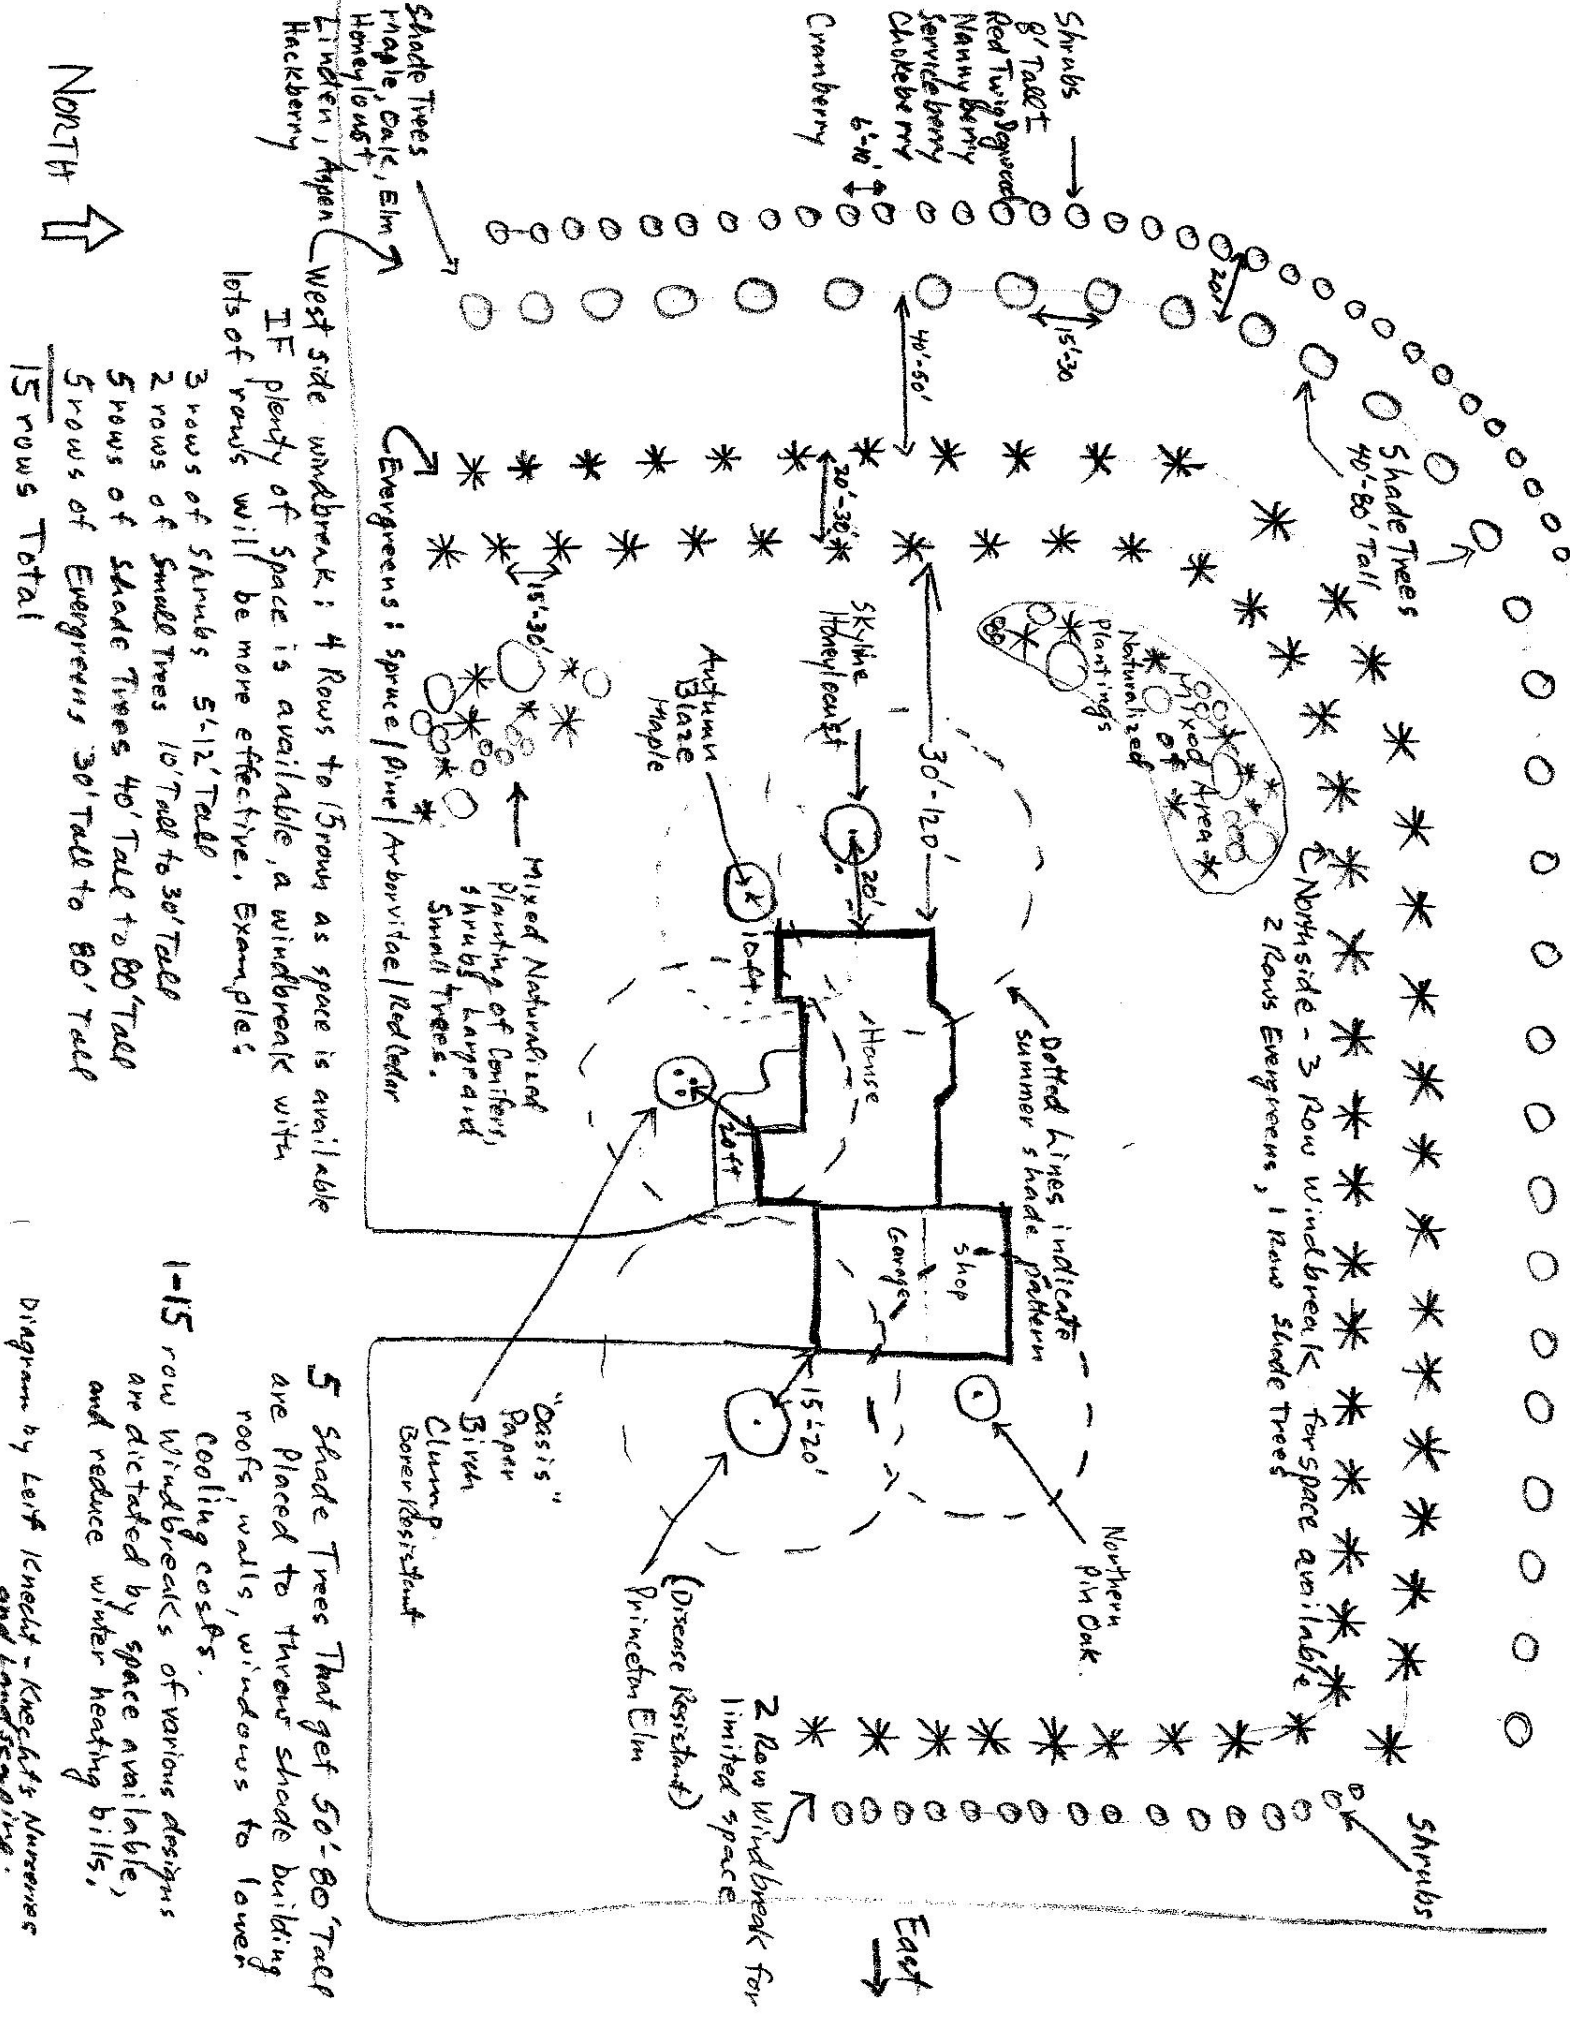 Shrubs
8' Tall ±
Red Twig Dogwood
Nannyberry
Serviceberry
Chokeberry
Cranberry
6'-10'
Shade Trees
Maple, Oak, Elm
Honeylocust,
Linden, Aspen
Hackberry
NORTH
20'
15'-30
40'-50'
Shade Trees
40'-80' Tall
20'-30'
15'-30'
Evergreens: Spruce/Pine/Arborvitae/Red Cedar
30'-120'
Naturalized
Plantings
Mixed Area
of
Skyline
Honeylocust
20'
Autumn
Blaze
Maple
10ft.
Mixed Naturalized
Planting of Conifers,
shrubs, Large and
Small Trees.
House
20ft
Garage
Shop
Dotted Lines indicate
summer shade pattern
Northside - 3 Row windbreak for space available
2 Rows Evergreens, 1 Row Shade Trees
15'-20'
"Oasis"
Paper
Birch
Clump
Borer Resistant
Northern
Pin Oak.
(Disease Resistant)
Princeton Elm
2 Row Windbreak for
limited space
Shrubs
East
West side windbreak: 4 Rows to 15 rows as space is available
IF plenty of space is available, a windbreak with
lots of rows will be more effective. Example:
3 rows of shrubs 5'-12' Tall
2 rows of Small Trees 10' Tall to 30' Tall
5 rows of shade Trees 40' Tall to 80' Tall
5 rows of Evergreens 30' Tall to 80' Tall
15 rows Total
5 Shade Trees That get 50'-80' Tall
are Placed to throw shade building
roofs, walls, windows to lower
cooling costs.
1-15 row windbreaks of various designs
are dictated by space available,
and reduce winter heating bills.
Diagram by Leif Knecht - Knecht's Nurseries
and Landscaping.